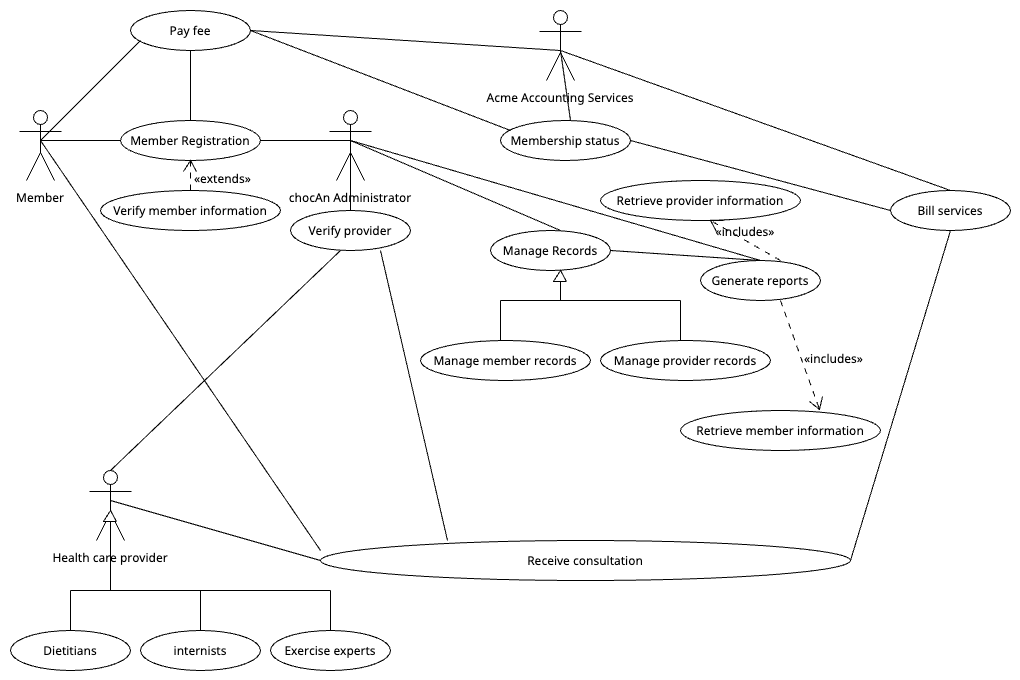 Pay fee
Acme Accounting Services
Member Registration
Membership status
«extends»
Member
chocAn Administrator
Retrieve provider information
Verify member information
Bill services
Verify provider
«includes»
Manage Records
Generate reports
Manage member records
Manage provider records
«includes»
Retrieve member information
Health care provider
Receive consultation
Dietitians
internists
Exercise experts